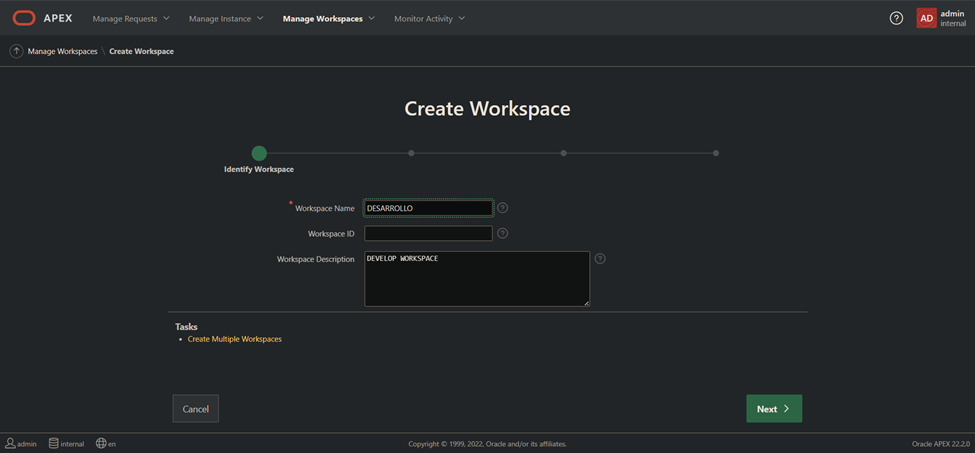 APEX Manage Requests Manage Instance Manage Workspaces Monitor Activity ? AD admin
internal
Manage Workspaces \ Create Workspace
Create Workspace
Identify Workspace
* Workspace Name DESARROLLO ?
Workspace ID ?
Workspace Description DEVELOP WORKSPACE ?
Tasks
• Create Multiple Workspaces
Cancel Next
admin internal en Copyright © 1999, 2022, Oracle and/or its affiliates. Oracle APEX 22.2.0